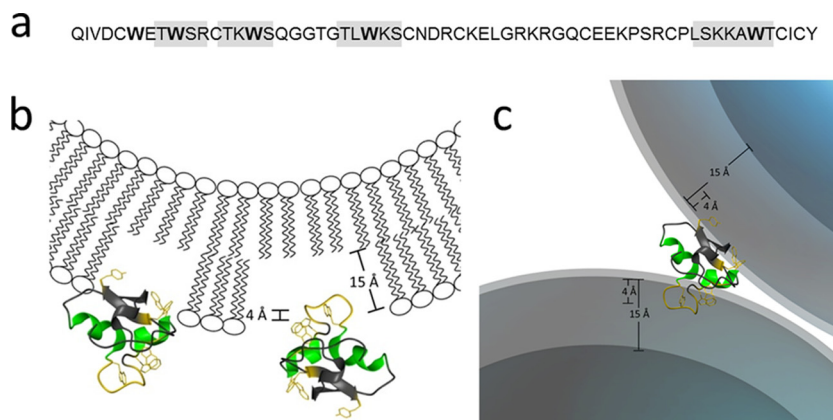 a
QIVDCWETWSRCTKWSQGGTGTLWKSCNDRCKELGRKRGQCEEKPSRCPLSKKAWTCICY
b
c
15 Å
4 Å
4 Å
15 Å
15 Å
4 Å